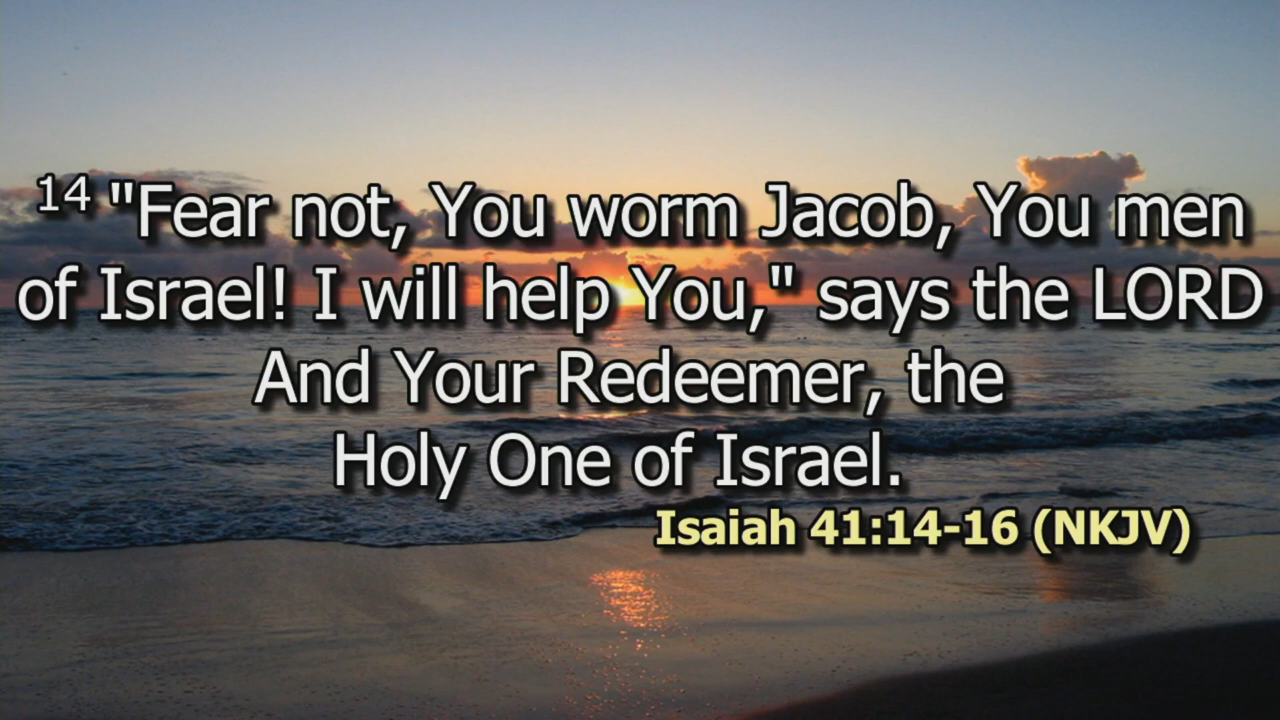 14 "Fear not, You worm Jacob, You men
of Israel! I will help You," says the LORD
And Your Redeemer, the
Holy One of Israel.
Isaiah 41:14-16 (NKJV)